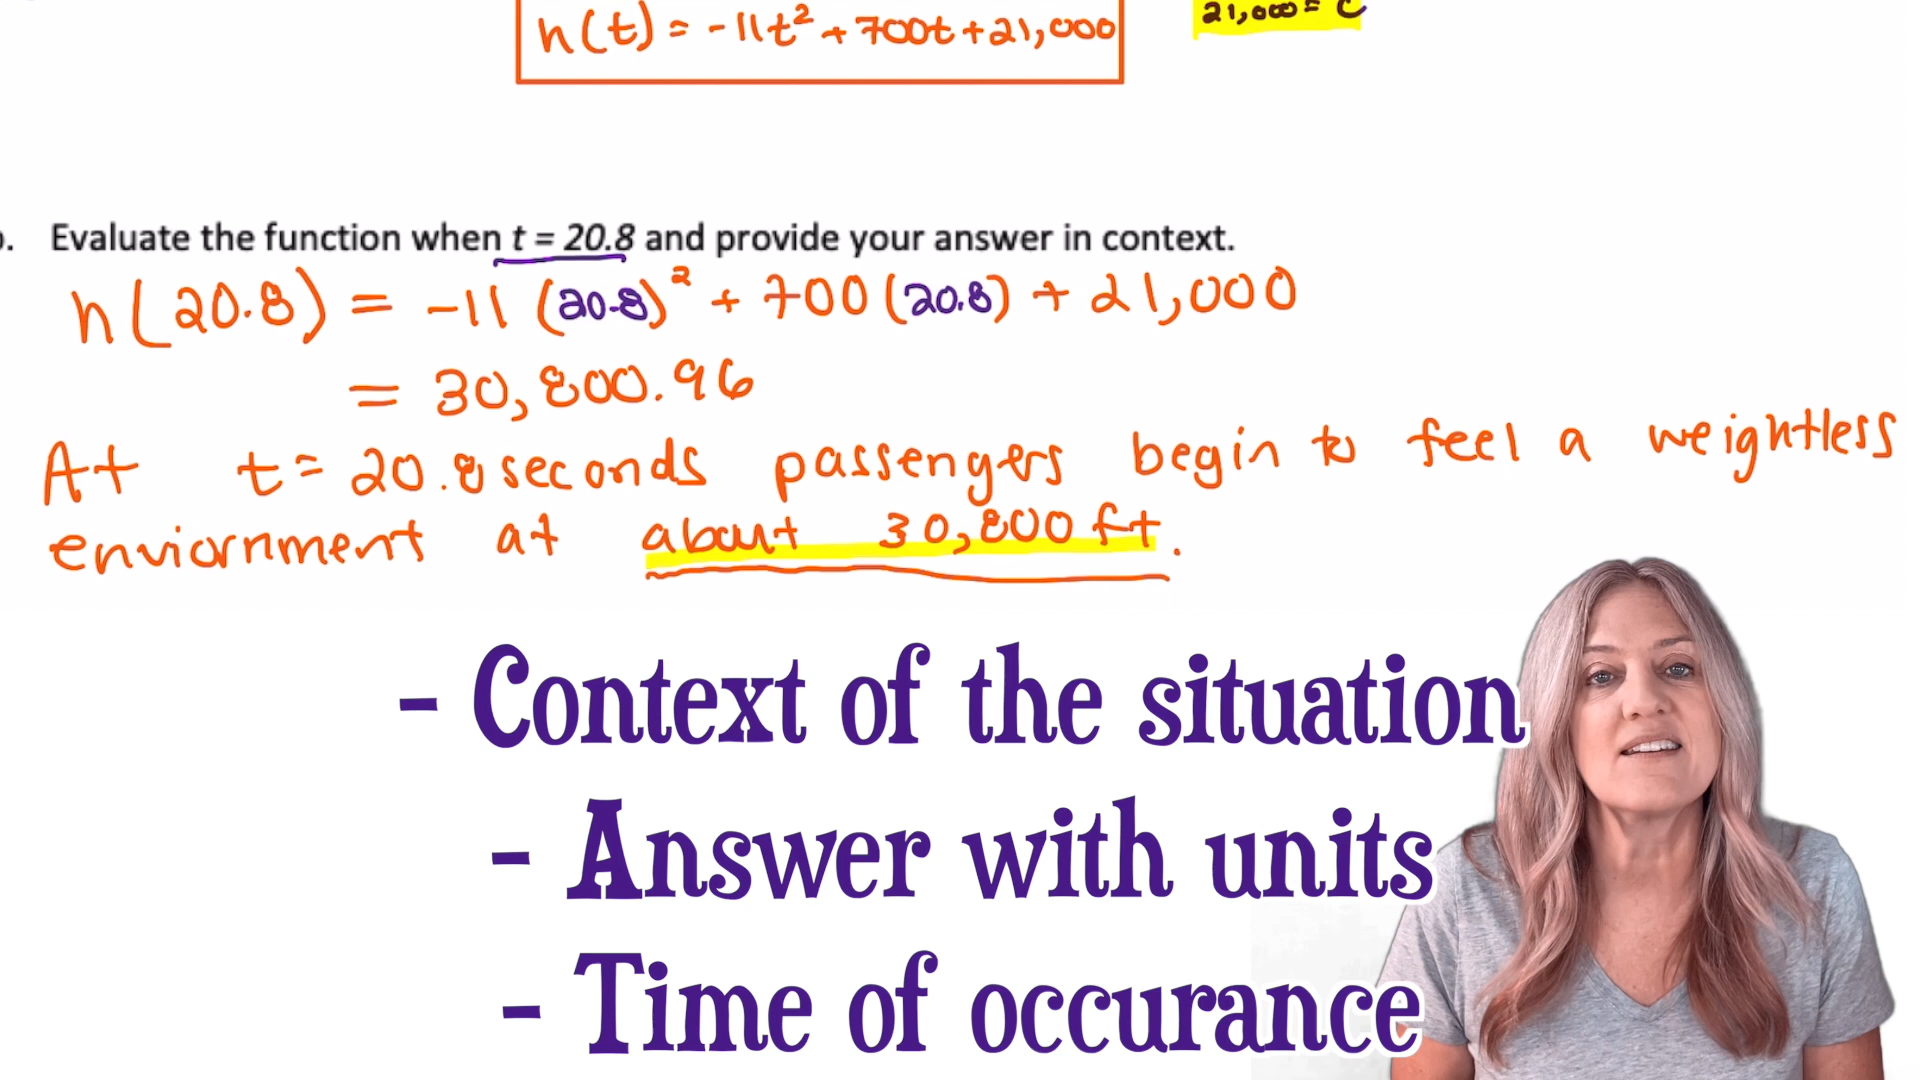 h(t) = -11t² + 700t + 21,000
21,000 = C
. Evaluate the function when t = 20.8 and provide your answer in context.
h(20.8) = -11(20.8)² + 700(20.8) + 21,000
= 30,800.96
At t = 20.8 seconds passengers begin to feel a weightless
enviornment at about 30,800 ft.
- Context of the situation
- Answer with units
- Time of occurance